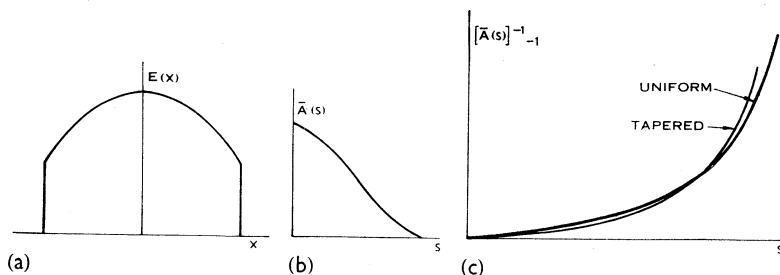 E(X)
X
(a)
Ā(S)
S
(b)
[Ā(S)]⁻¹₋₁
UNIFORM
TAPERED
S
(c)